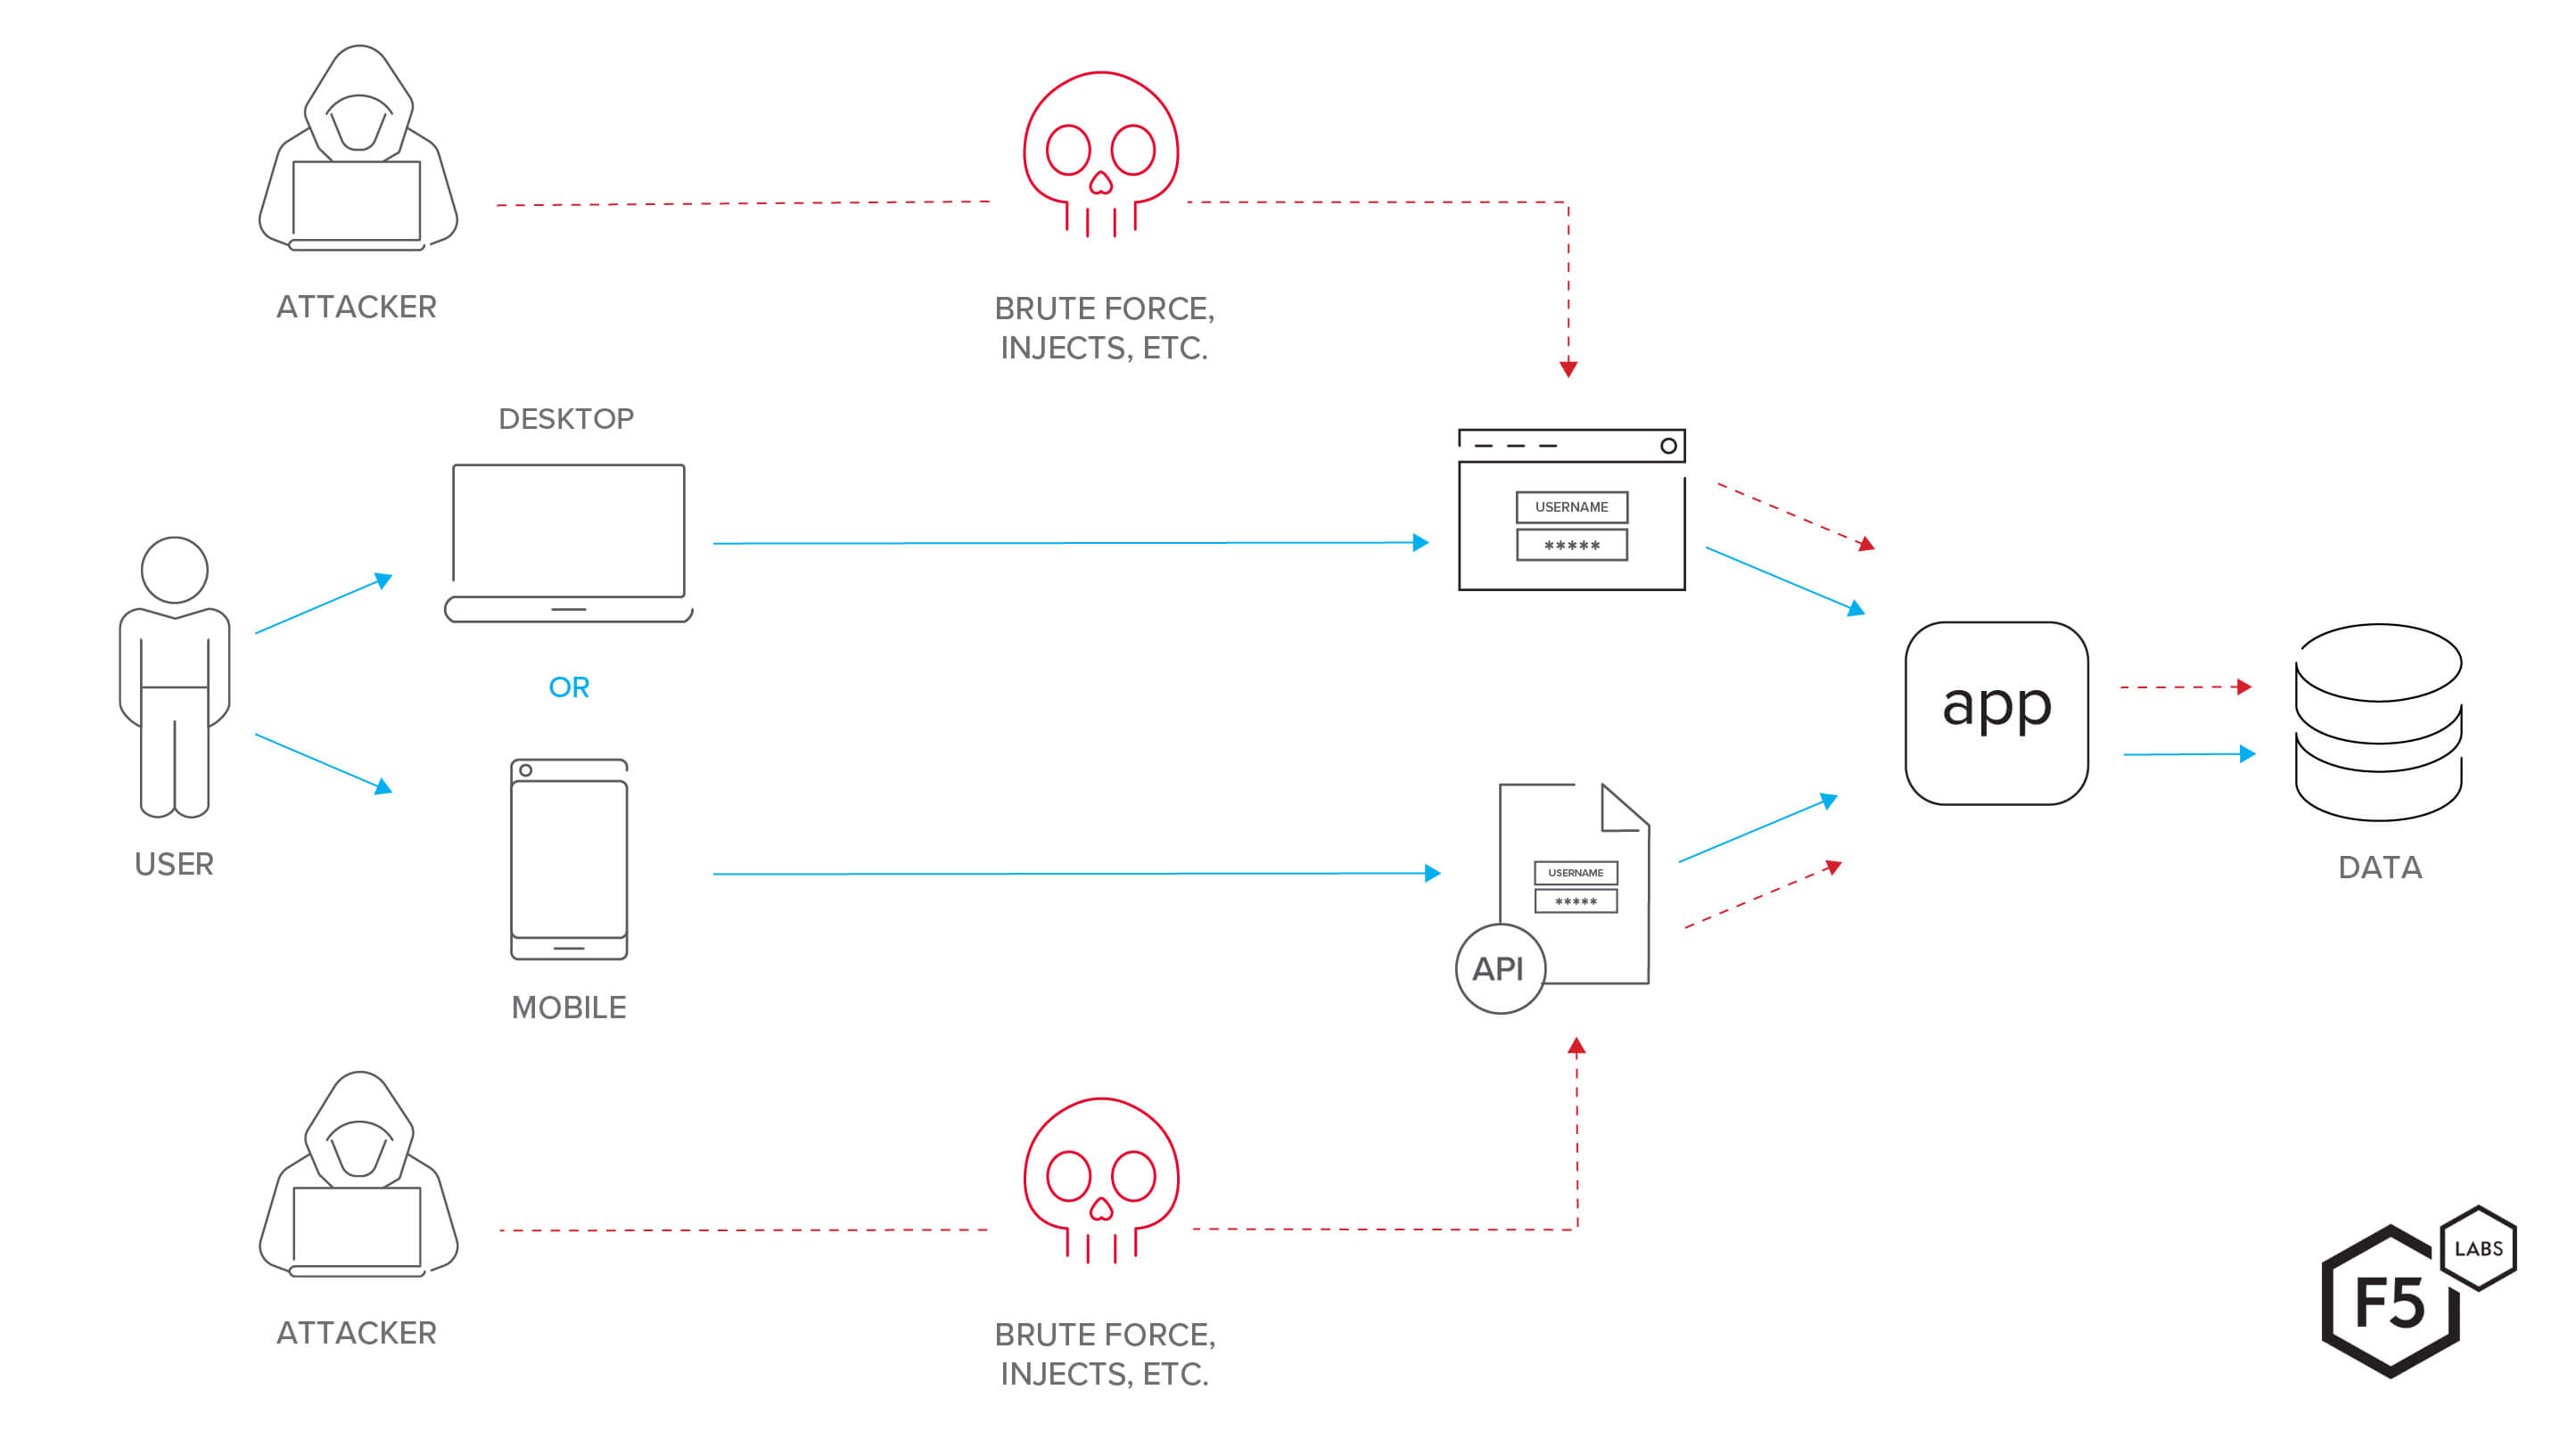 ATTACKER
BRUTE FORCE,
INJECTS, ETC.
DESKTOP
USERNAME
*****
OR
app
USER
DATA
USERNAME
*****
API
MOBILE
ATTACKER
BRUTE FORCE,
INJECTS, ETC.
LABS
F5